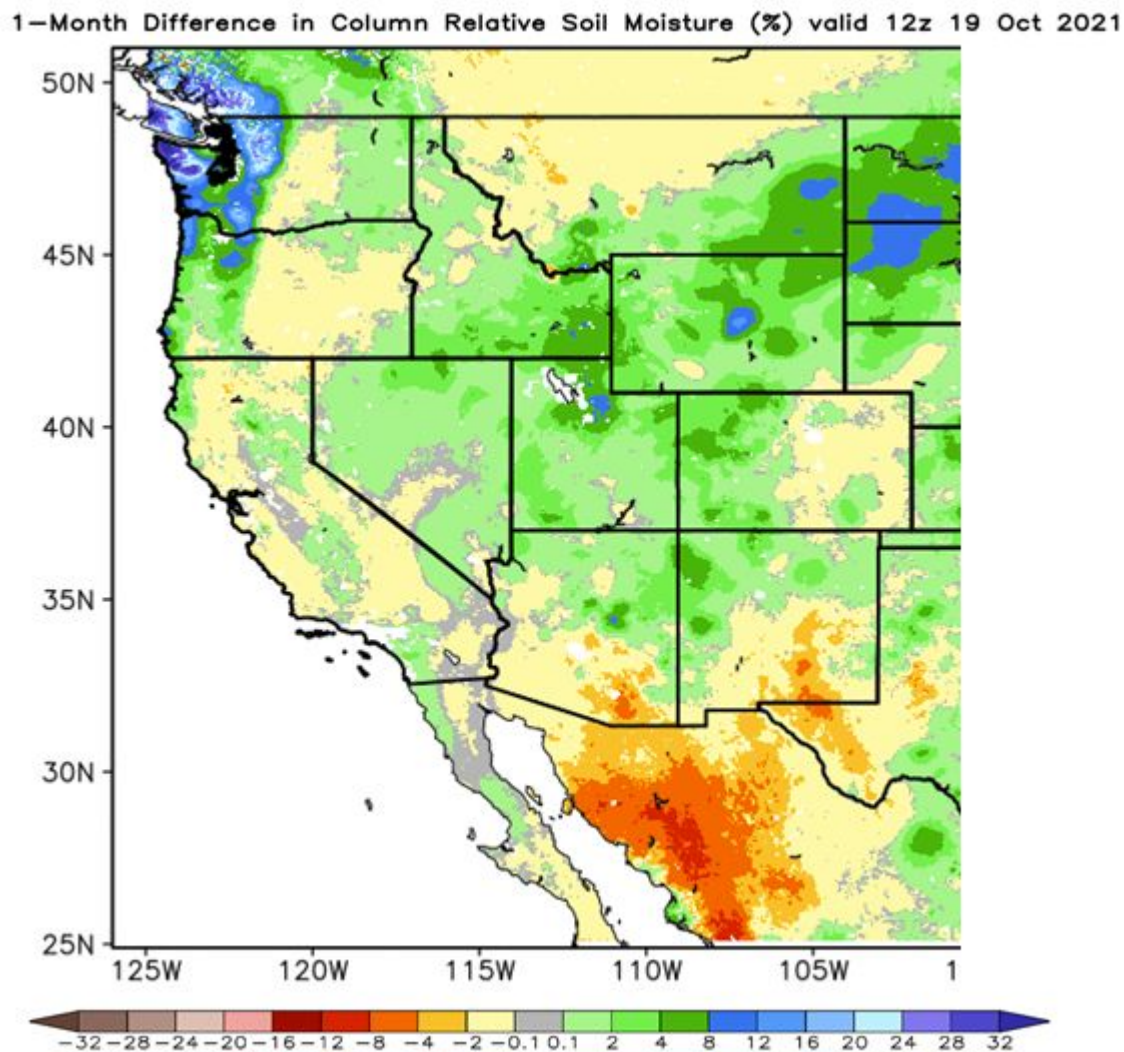 1-Month Difference in Column Relative Soil Moisture (%) valid 12z 19 Oct 2021
50N
45N
40N
35N
30N
25N
125W 120W 115W 110W 105W 1
-32 -28 -24 -20 -16 -12 -8 -4 -2 -0.1 0.1 2 4 8 12 16 20 24 28 32